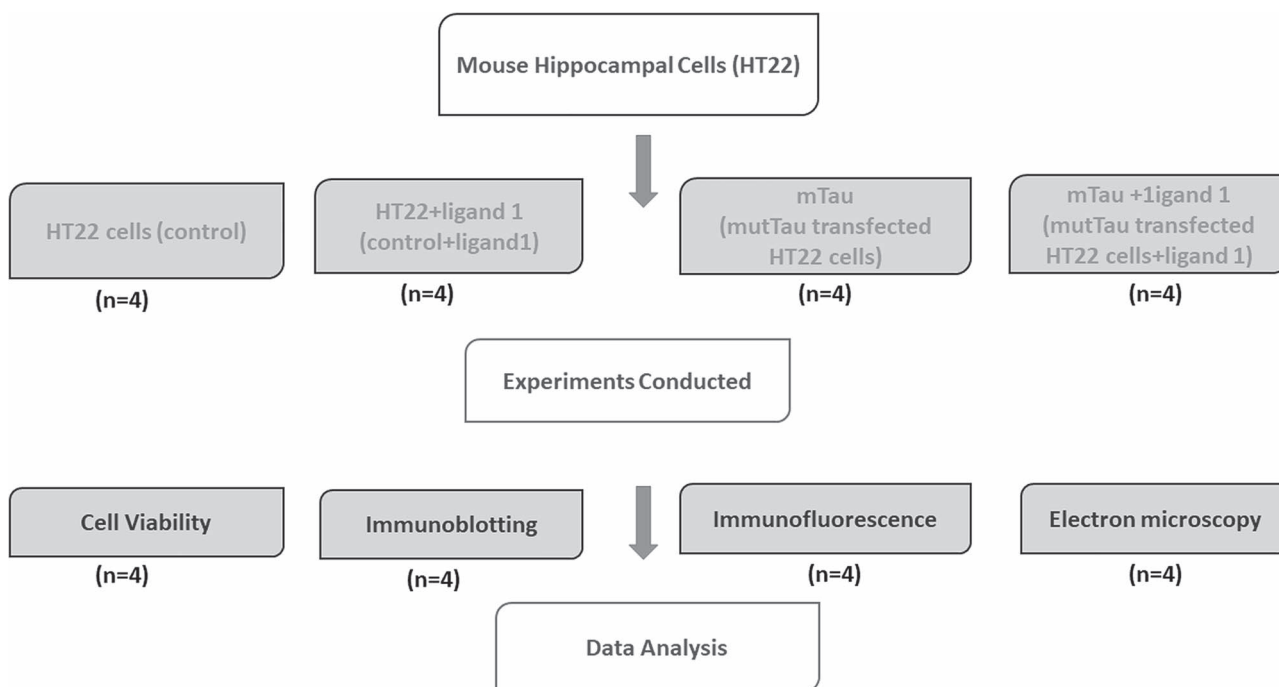 Mouse Hippocampal Cells (HT22)
HT22 cells (control)
(n=4)
HT22+ligand 1
(control+ligand1)
(n=4)
mTau
(mutTau transfected
HT22 cells)
(n=4)
mTau +1igand 1
(mutTau transfected
HT22 cells+ligand 1)
(n=4)
Experiments Conducted
Cell Viability
(n=4)
Immunoblotting
(n=4)
Immunofluorescence
(n=4)
Electron microscopy
(n=4)
Data Analysis